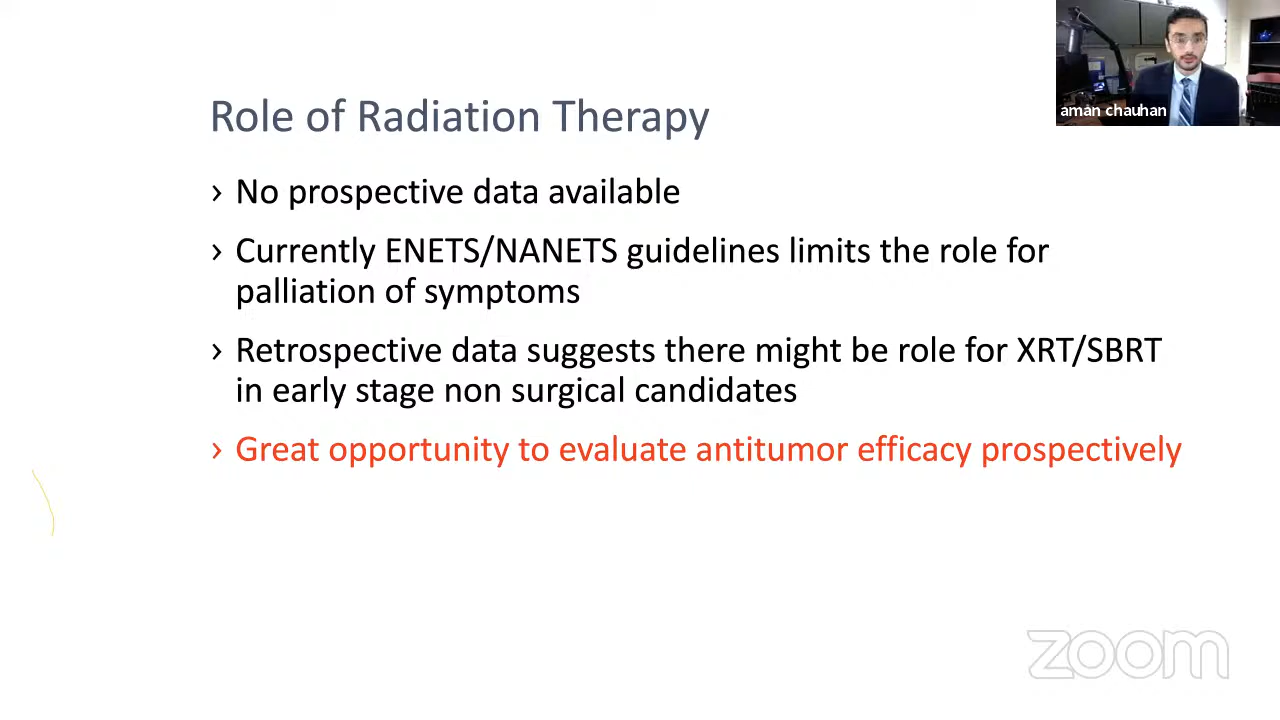 Role of Radiation Therapy
› No prospective data available
› Currently ENETS/NANETS guidelines limits the role for
palliation of symptoms
› Retrospective data suggests there might be role for XRT/SBRT
in early stage non surgical candidates
› Great opportunity to evaluate antitumor efficacy prospectively
aman chauhan
zoom